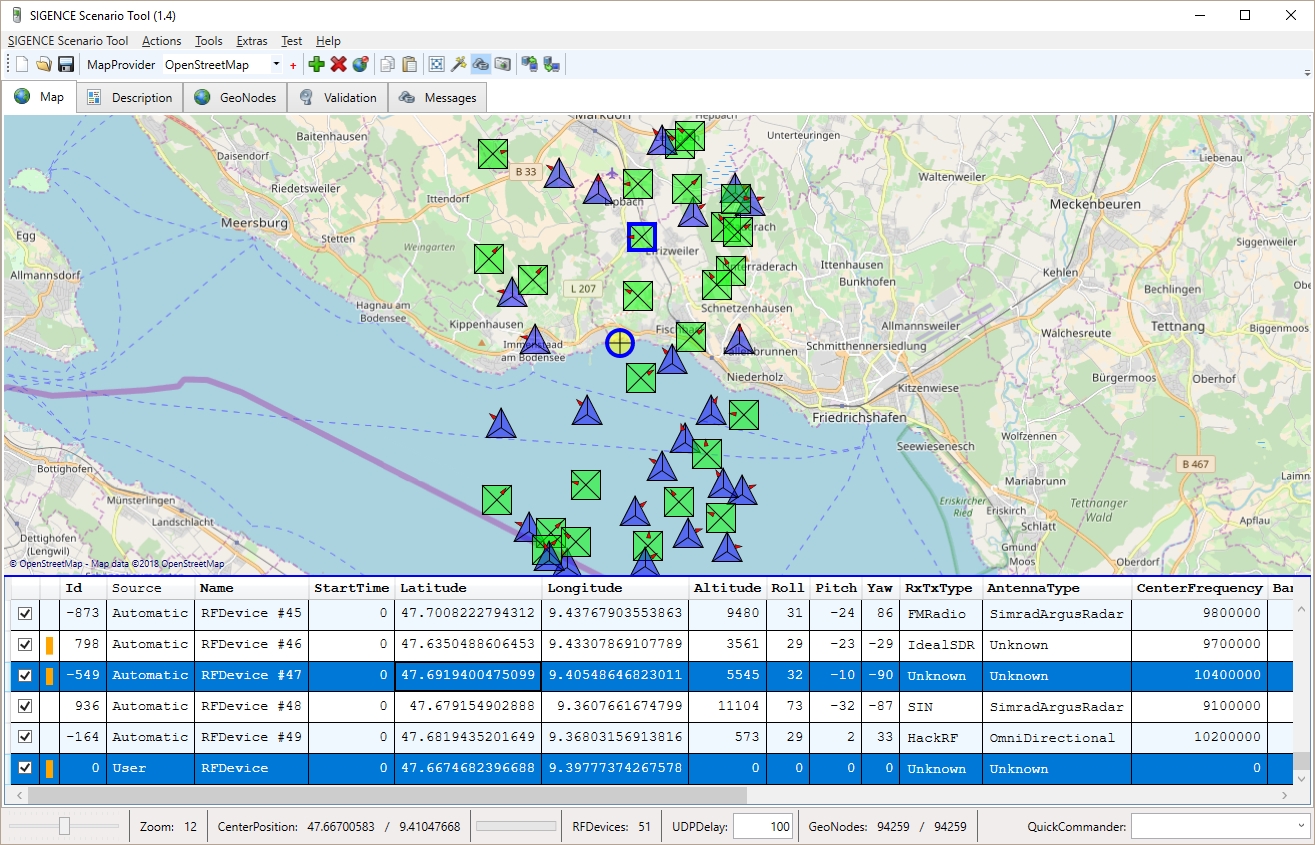 SIGENCE Scenario Tool (1.4)
SIGENCE Scenario Tool Actions Tools Extras Test Help
MapProvider OpenStreetMap
Map Description GeoNodes Validation Messages
Baitenhausen
Unterteuringen
Daisendorf
B 33
Liebenau
Riedetsweiler
Waltenweiler
Ittendorf
Meckenbeuren
Meersburg
Egg
Stetten
Weingarten
Siggenweiler
Allmannsdorf
Ittenhausen
Kehlen
Bunkhofen
L 207
Bechlingen
Hagnau am
Bodensee
Schnetzenhausen
Kippenhausen
Allmannsweiler
Tettnang
Wälchesreute
Biggenmoos
am Bodensee
Schmitthennersiedlung
Niederholz
Bürgermoos
Oberhof
Kitzenwiese
Friedrichshafen
Wolfzennen
Seewiesenesch
Bottighofen
B 467
Mariabrunn
Münsterlingen
Landschlacht
Eriskircher
Ried
Eriskirch
Tettnanger
Wald
Schlatt
Apflau
Dettighofen
(Lengwil)
Gmünd
Moos
Oberdorf
© OpenStreetMap - Map data ©2018 OpenStreetMap
Id Source Name StartTime Latitude Longitude Altitude Roll Pitch Yaw RxTxType AntennaType CenterFrequency Bar
-873 Automatic RFDevice #45 0 47.7008222794312 9.43767903553863 9480 31 -24 86 FMRadio SimradArgusRadar 9800000
798 Automatic RFDevice #46 0 47.6350488606453 9.43307869107789 3561 29 -23 -29 IdealSDR Unknown 9700000
-549 Automatic RFDevice #47 0 47.6919400475099 9.40548646823011 5545 32 -10 -90 Unknown Unknown 10400000
936 Automatic RFDevice #48 0 47.679154902888 9.3607661674799 11104 73 -32 -87 SIN SimradArgusRadar 9100000
-164 Automatic RFDevice #49 0 47.6819435201649 9.36803156913816 573 29 2 33 HackRF OmniDirectional 10200000
0 User RFDevice 0 47.6674682396688 9.39777374267578 0 0 0 0 Unknown Unknown 0
Zoom: 12 CenterPosition: 47.66700583 / 9.41047668 RFDevices: 51 UDPDelay: 100 GeoNodes: 94259 / 94259 QuickCommander: